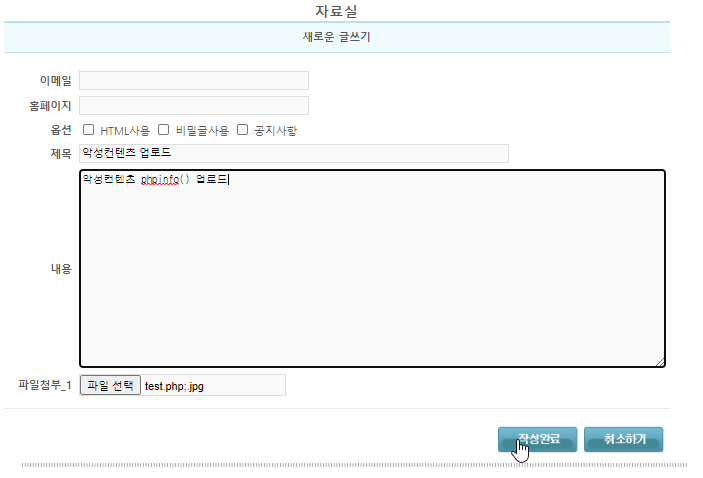 자료실
새로운 글쓰기
이메일
홈페이지
옵션 HTML사용 비밀글사용 공지사항
제목 악성컨텐츠 업로드
내용 악성컨텐츠 phpinfo() 업로드
파일첨부_1 파일 선택 test.php;.jpg
작성완료 취소하기